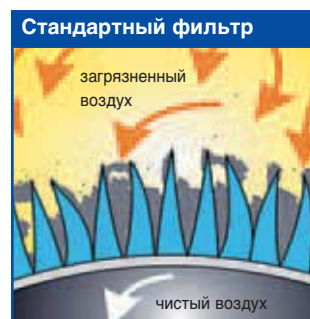 Стандартный фильтр
загрязненный
воздух
чистый воздух